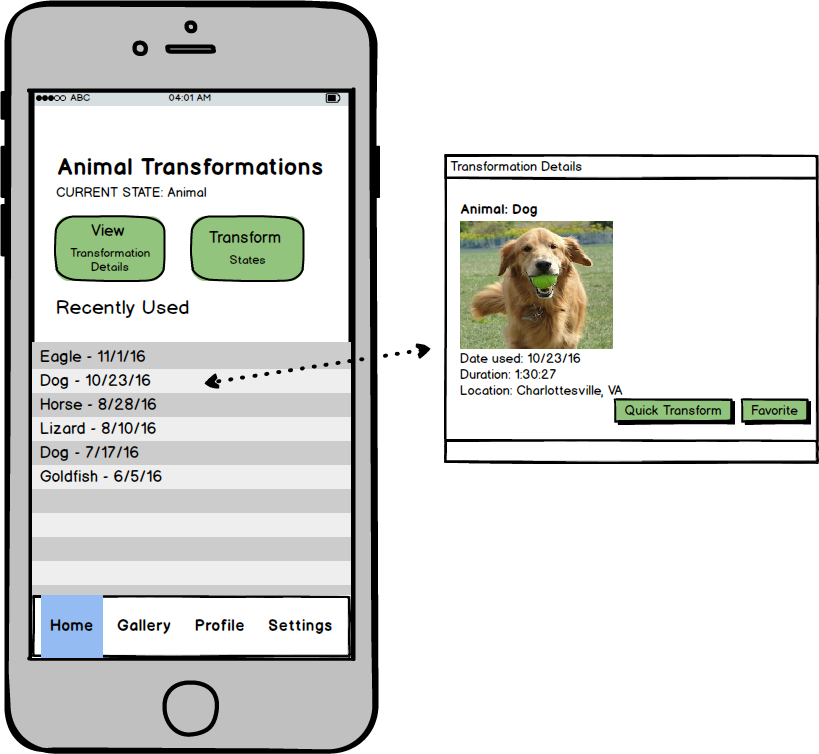 ABC 04:01 AM
Animal Transformations
CURRENT STATE: Animal
View
Transformation
Details
Transform
States
Recently Used
Eagle - 11/1/16
Dog - 10/23/16
Horse - 8/28/16
Lizard - 8/10/16
Dog - 7/17/16
Goldfish - 6/5/16
Home Gallery Profile Settings
Transformation Details
Animal: Dog
Date used: 10/23/16
Duration: 1:30:27
Location: Charlottesville, VA
Quick Transform Favorite